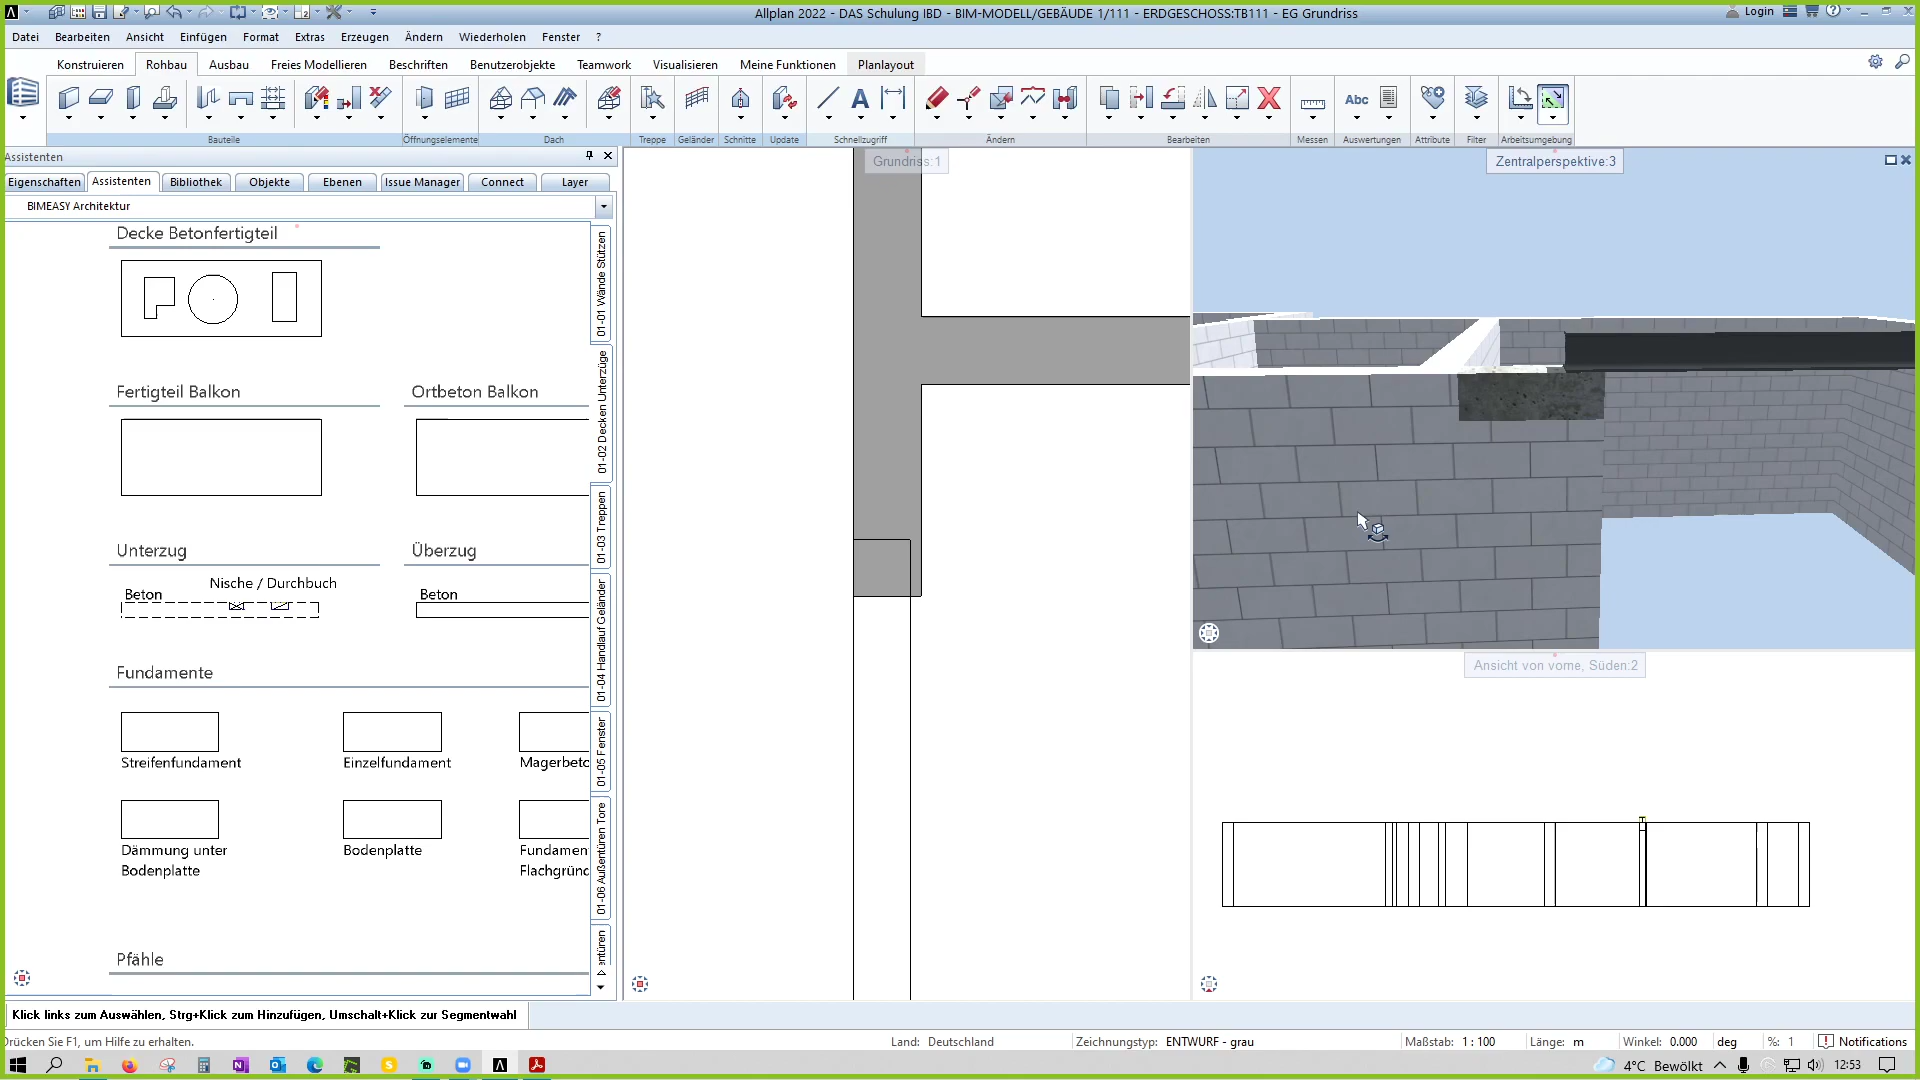 Allplan 2022 - DAS Schulung IBD - BIM-MODELL/GEBÄUDE 1/111 - ERDGESCHOSS:TB111 - EG Grundriss
Login
Datei Bearbeiten Ansicht Einfügen Format Extras Erzeugen Ändern Wiederholen Fenster ?
Konstruieren Rohbau Ausbau Freies Modellieren Beschriften Benutzerobjekte Teamwork Visualisieren Meine Funktionen Planlayout
Abc
Bauteile Öffnungselemente Dach Treppe Geländer Schnitte Update Schnellzugriff Ändern Bearbeiten Messen Auswertungen Attribute Filter Arbeitsumgebung
Assistenten
Eigenschaften Assistenten Bibliothek Objekte Ebenen Issue Manager Connect Layer
BIMEASY Architektur
Decke Betonfertigteil
Fertigteil Balkon
Ortbeton Balkon
Unterzug
Überzug
Nische / Durchbuch
Beton
Beton
Fundamente
Streifenfundament
Einzelfundament
Magerbeto
Dämmung unter
Bodenplatte
Bodenplatte
Fundamen
Flachgründ
Pfähle
01-01 Wände Stützen
01-02 Decken Unterzüge
01-03 Treppen
01-04 Handlauf Geländer
01-05 Fenster
01-06 Außentüren Tore
entüren
Grundriss:1
Zentralperspektive:3
Ansicht von vorne, Süden:2
Klick links zum Auswählen, Strg+Klick zum Hinzufügen, Umschalt+Klick zur Segmentwahl
Drücken Sie F1, um Hilfe zu erhalten.
Land: Deutschland
Zeichnungstyp: ENTWURF - grau
Maßstab: 1 : 100
Länge: m
Winkel: 0.000 deg
%: 1
Notifications
4°C Bewölkt
12:53